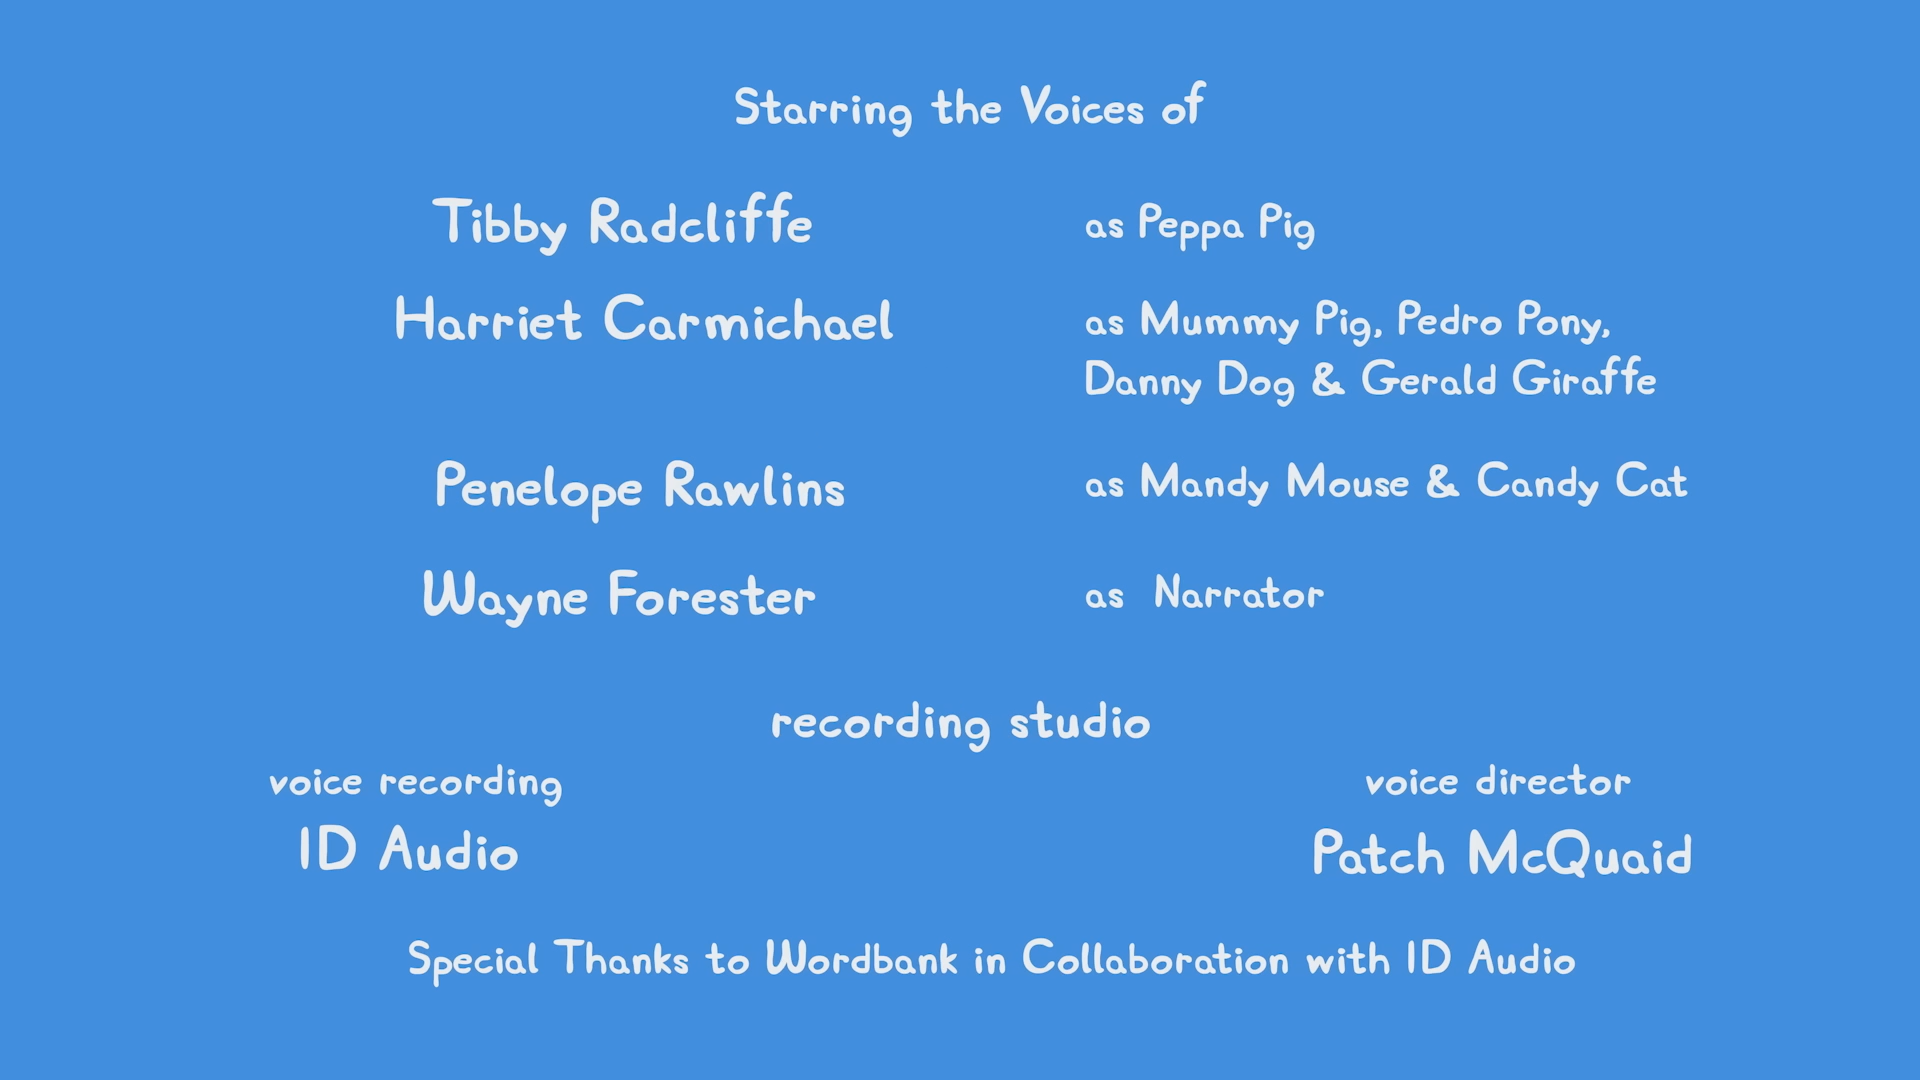 Starring the Voices of
Tibby Radcliffe as Peppa Pig
Harriet Carmichael as Mummy Pig, Pedro Pony,
Danny Dog & Gerald Giraffe
Penelope Rawlins as Mandy Mouse & Candy Cat
Wayne Forester as Narrator
recording studio
voice recording voice director
ID Audio Patch McQuaid
Special Thanks to Wordbank in Collaboration with ID Audio